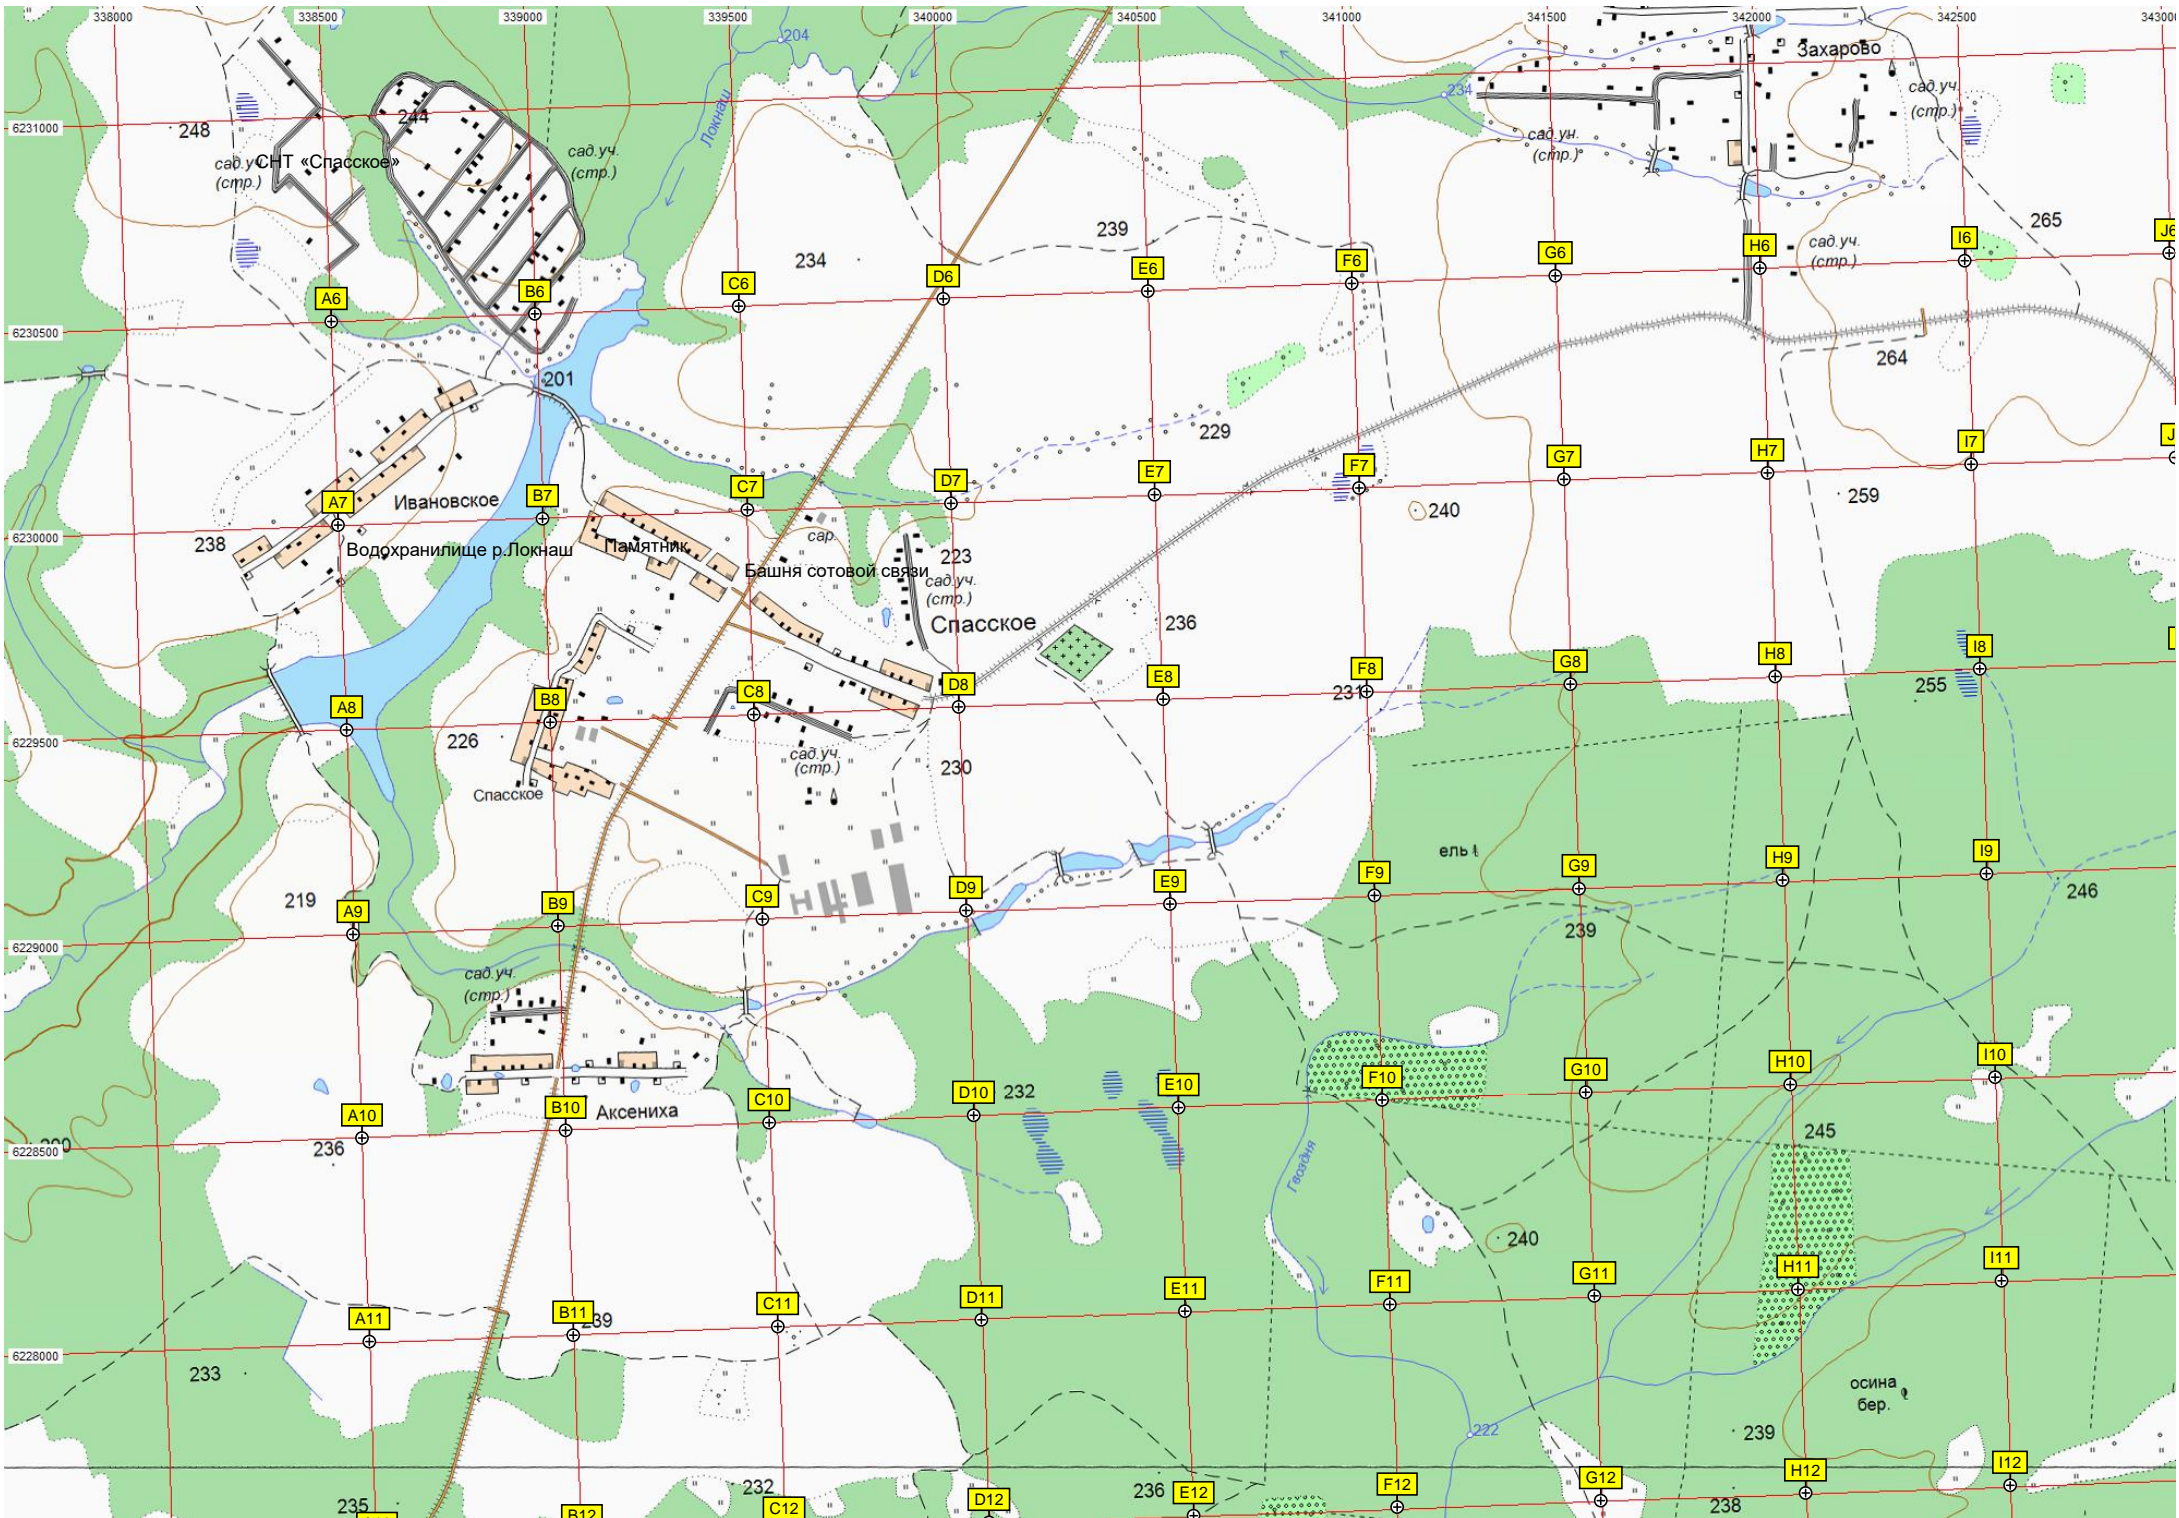 338000 338500 339000 339500 340000 340500 341000 341500 342000 342500
204
Захарово
234
сад.уч.
(стр.)
244
6231000
248
Локнаш
сад.уч.
(стр.)
СНТ «Спасское»
сад.уч.
(стр.)
сад.уч.
(стр.)
265
239
234
сад.уч.
(стр.)
A6 B6 C6 D6 E6 F6 G6 H6 I6 J6
6230500
264
201
229
Ивановское
A7 B7 C7 D7 E7 F7 G7 H7 I7
259
240
6230000
238
Водохранилище р.Локнаш
Памятник
сар.
223
Башня сотовой связи
сад.уч.
(стр.)
Спасское
236
A8 B8 C8 D8 E8 F8 G8 H8 I8
231
255
6229500
226
сад.уч.
(стр.)
230
Спасское
ель
219
A9 B9 C9 D9 E9 F9 G9 H9 I9
246
239
6229000
сад.уч.
(стр.)
A10 B10 C10 D10 E10 F10 G10 H10 I10
232
Аксениха
245
6228500
236
Гвоздня
240
A11 B11 C11 D11 E11 F11 G11 H11 I11
239
6228000
233
осина
бер.
222
239
232
236
235
B12 C12 D12 E12 F12 G12 H12 I12
238